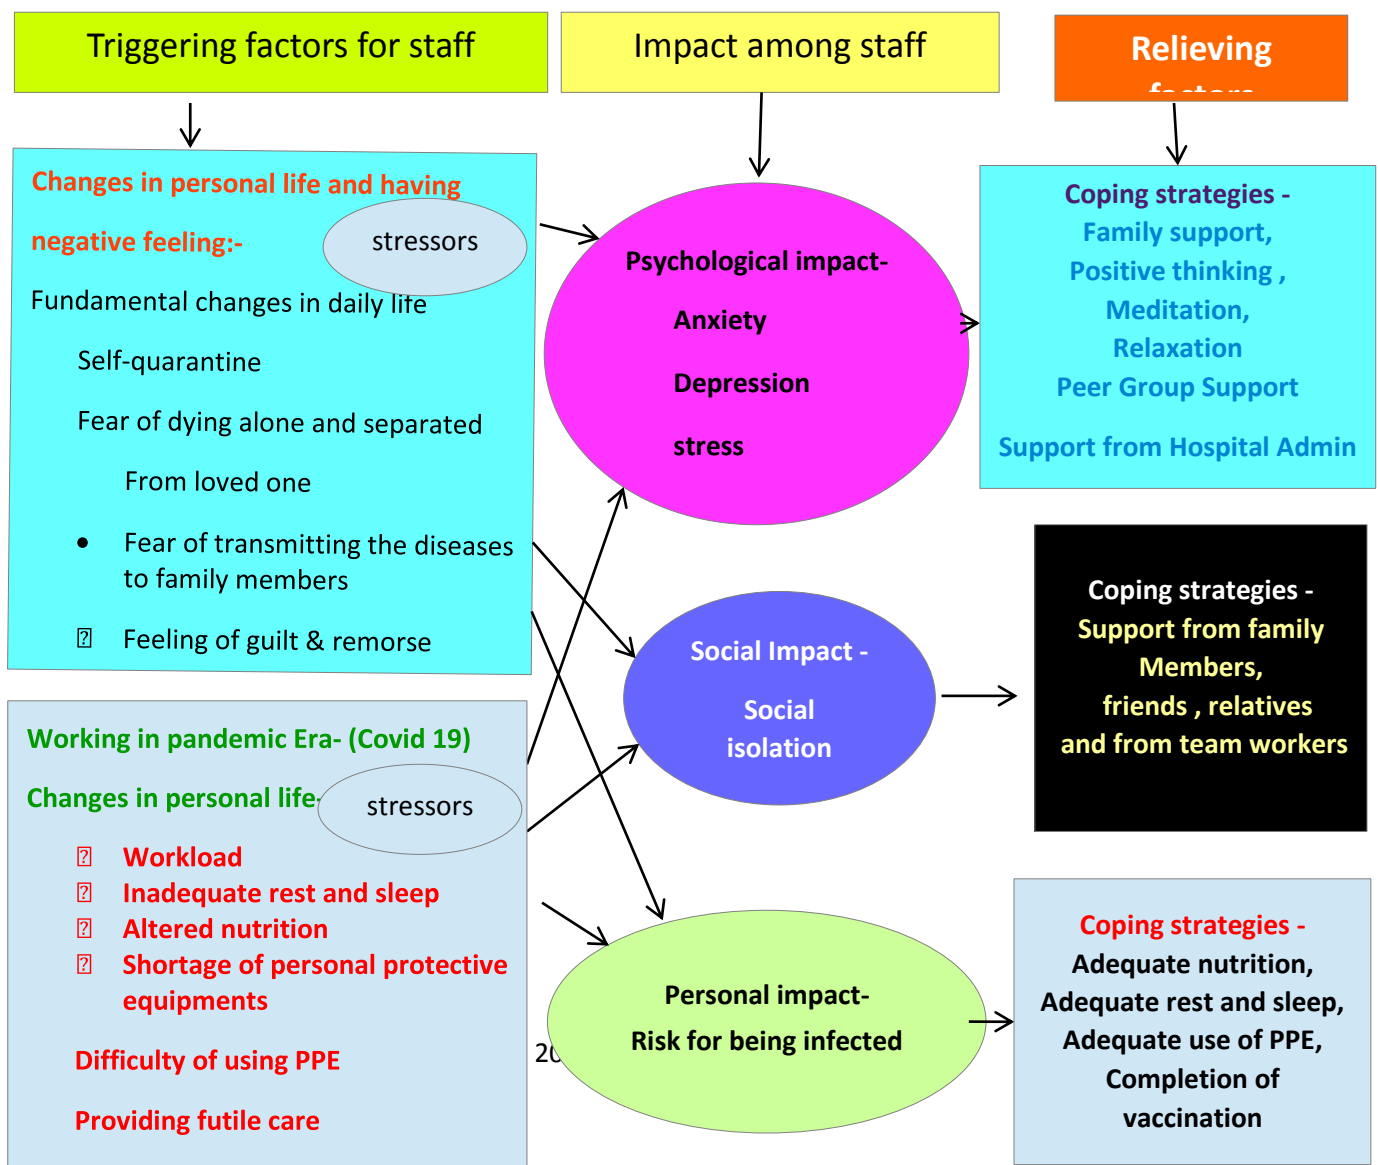 Triggering factors for staff
Impact among staff
Relieving
factors
Changes in personal life and having
negative feeling:-
stressors
Fundamental changes in daily life
Self-quarantine
Fear of dying alone and separated
From loved one
• Fear of transmitting the diseases
to family members
Feeling of guilt & remorse
Working in pandemic Era- (Covid 19)
Changes in personal life-
stressors
Workload
Inadequate rest and sleep
Altered nutrition
Shortage of personal protective
equipments
Difficulty of using PPE
Providing futile care
Psychological impact-
Anxiety
Depression
stress
Social Impact -
Social
isolation
Personal impact-
Risk for being infected
20
Coping strategies -
Family support,
Positive thinking ,
Meditation,
Relaxation
Peer Group Support
Support from Hospital Admin
Coping strategies -
Support from family
Members,
friends , relatives
and from team workers
Coping strategies -
Adequate nutrition,
Adequate rest and sleep,
Adequate use of PPE,
Completion of
vaccination